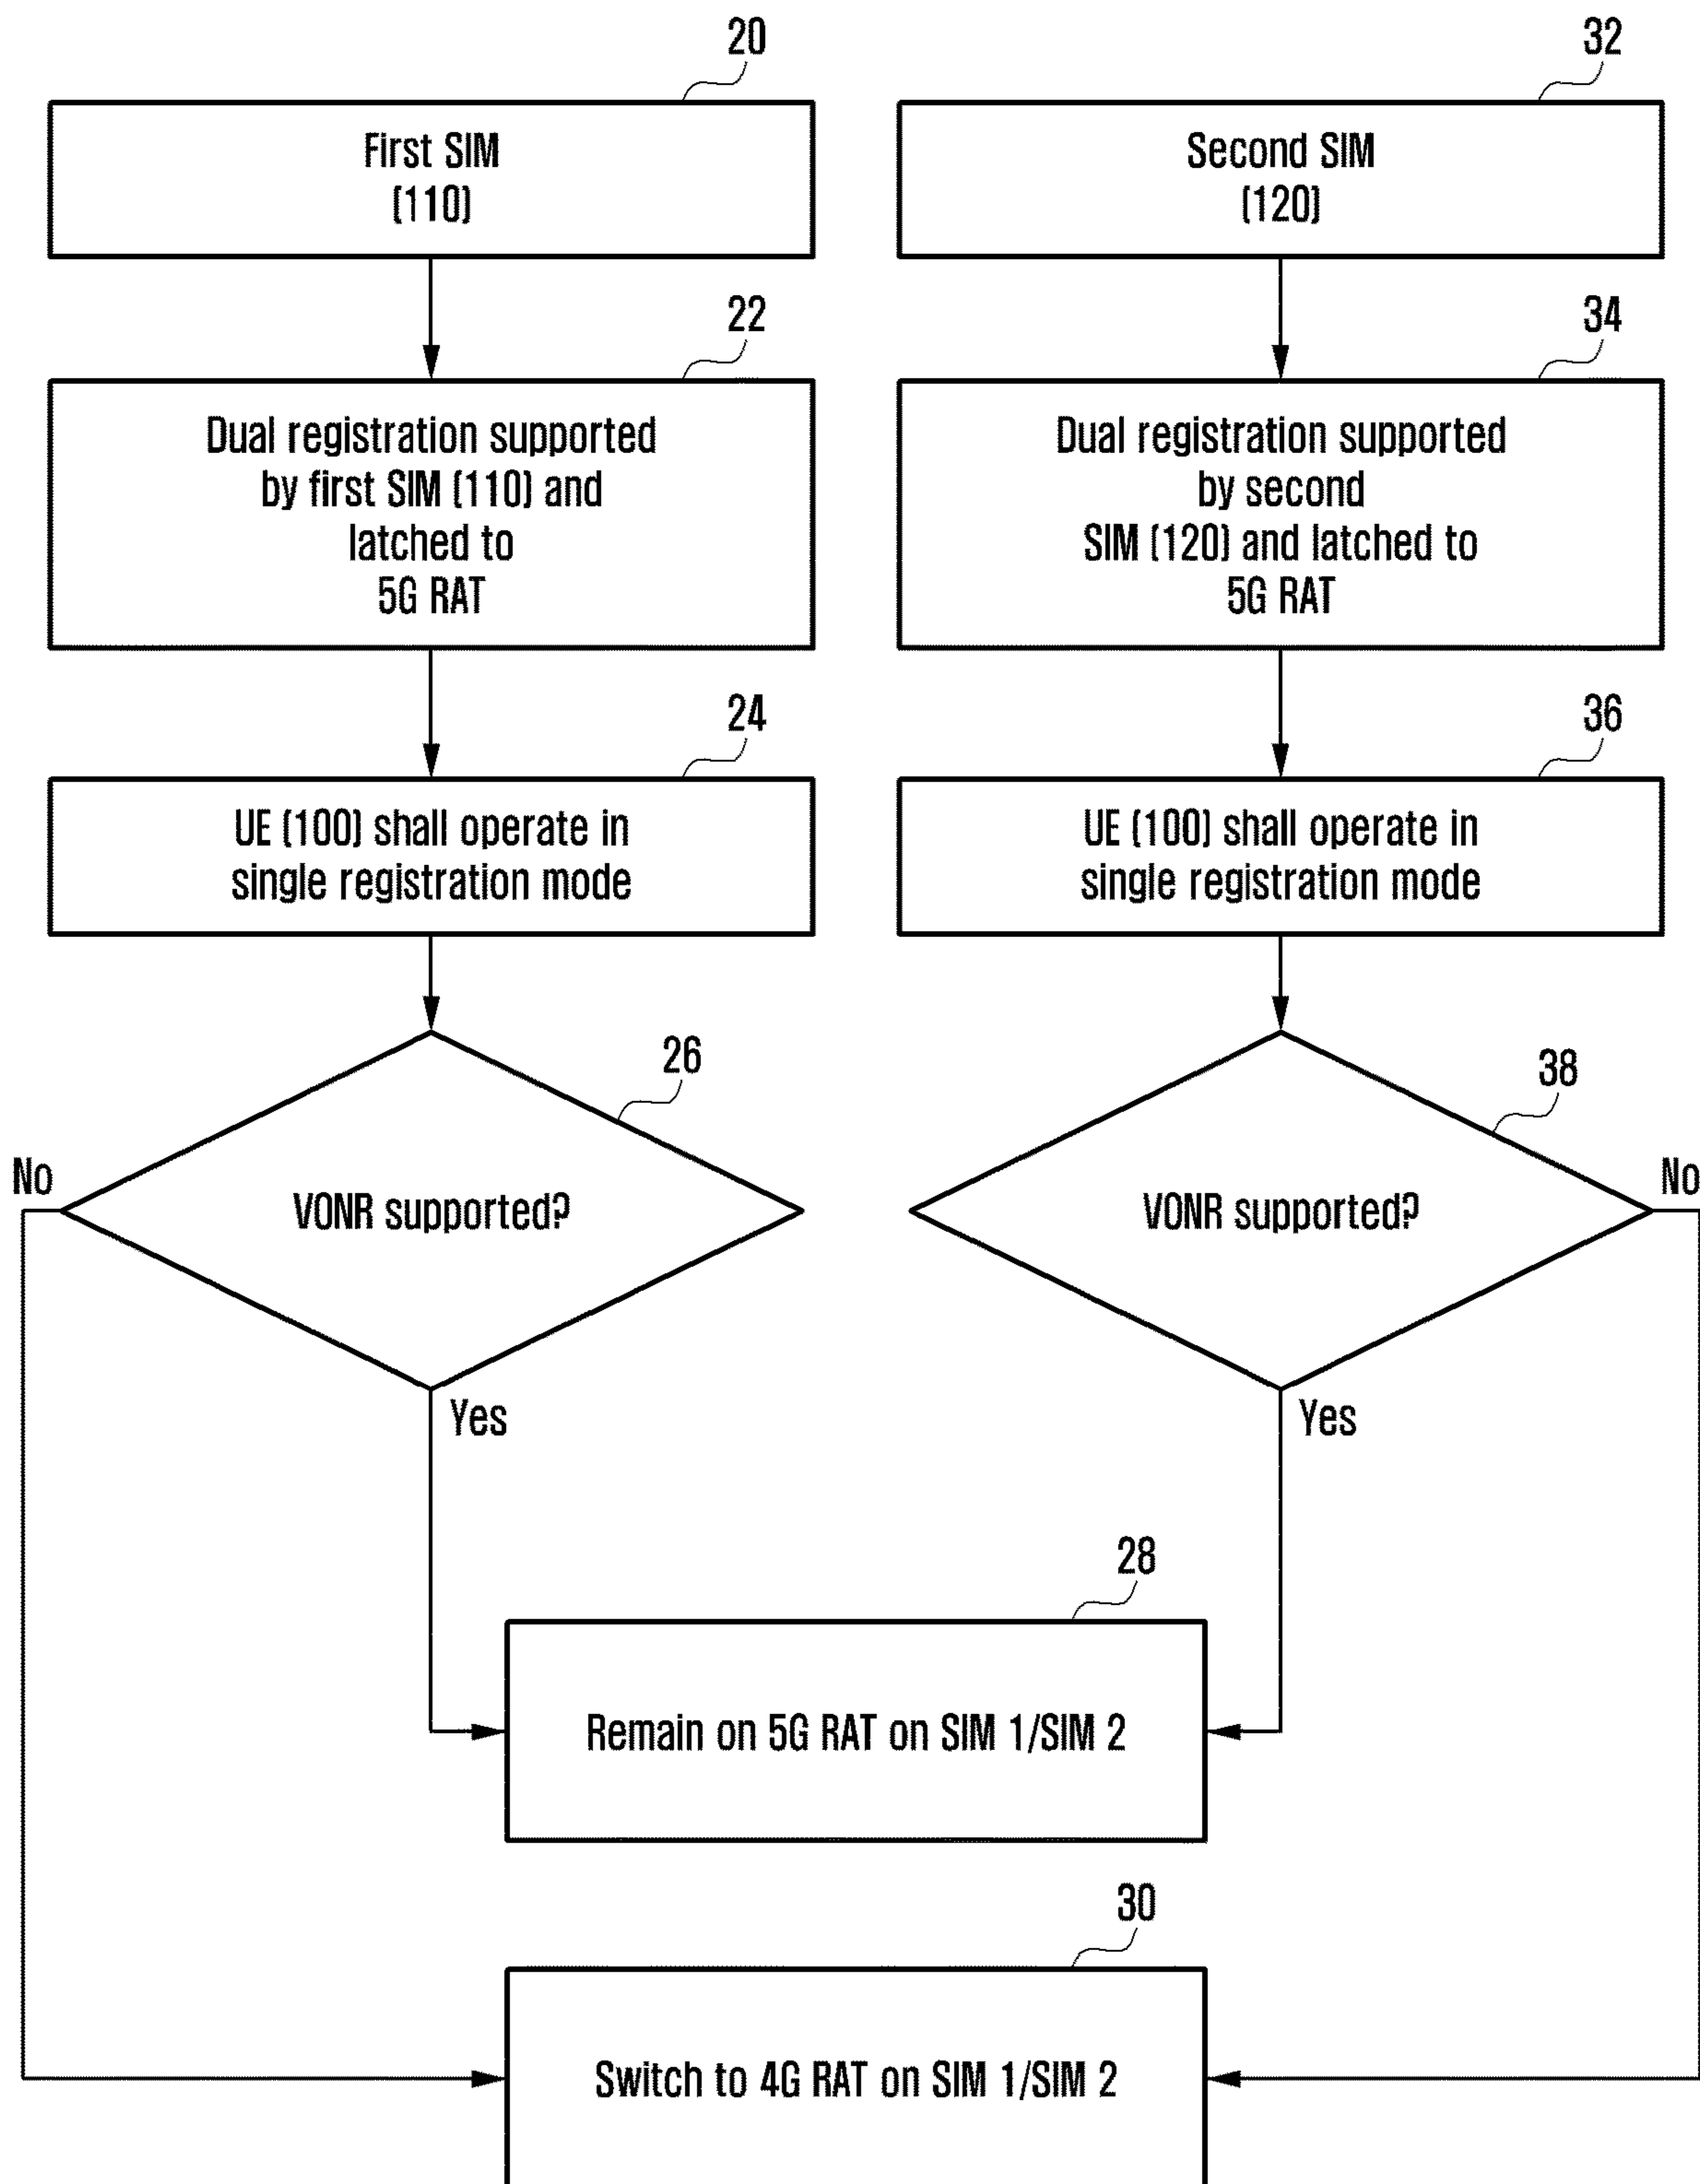 20
First SIM
(110)
32
Second SIM
(120)
22
Dual registration supported
by first SIM (110) and
latched to
5G RAT
34
Dual registration supported
by second
SIM (120) and latched to
5G RAT
24
UE (100) shall operate in
single registration mode
36
UE (100) shall operate in
single registration mode
26
VONR supported?
No
Yes
38
VONR supported?
No
Yes
28
Remain on 5G RAT on SIM 1/SIM 2
30
Switch to 4G RAT on SIM 1/SIM 2